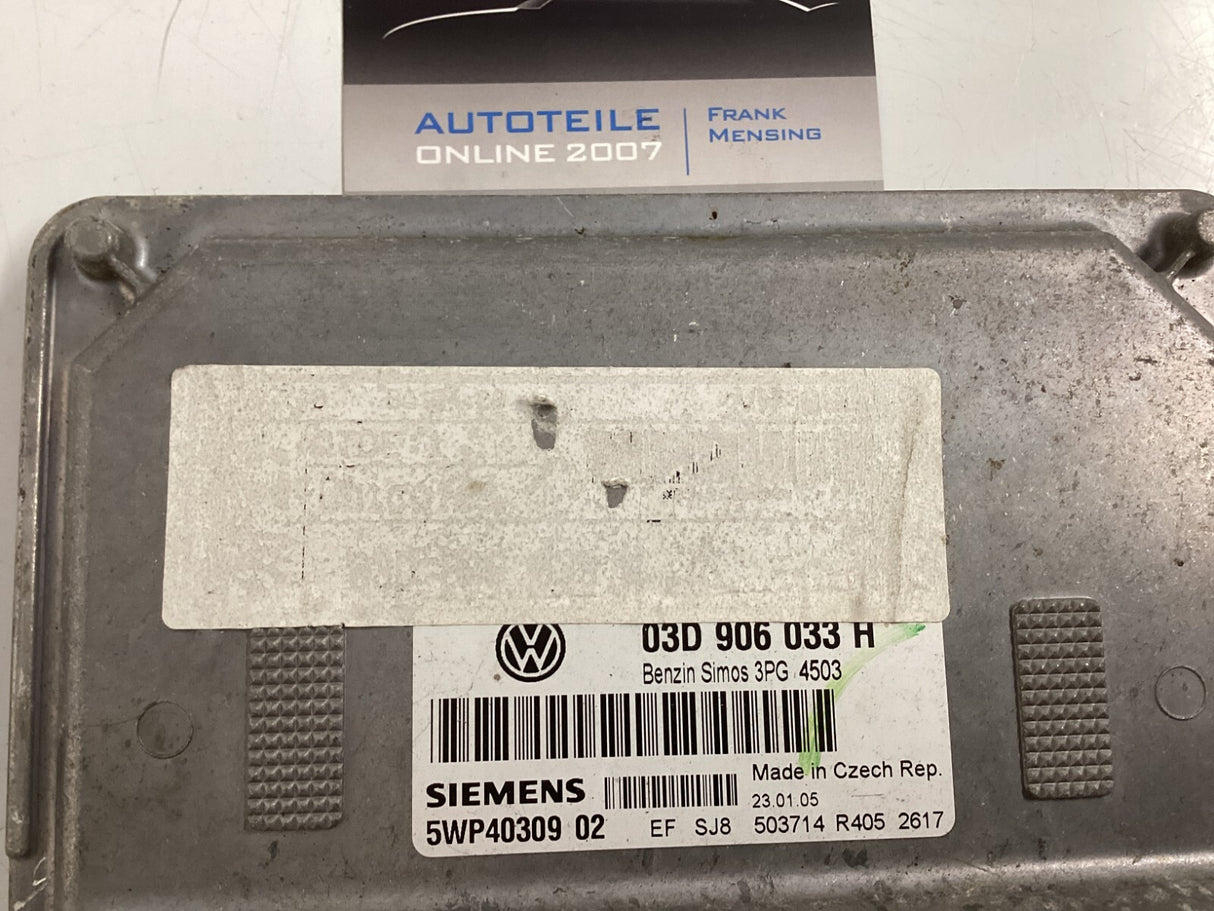 AUTOTEILE
ONLINE 2007
FRANK
MENSING
03D 906 033 H
Benzin Simos 3PG 4503
SIEMENS
Made in Czech Rep.
23.01.05
5WP40309 02 EF SJ8 503714 R405 2617